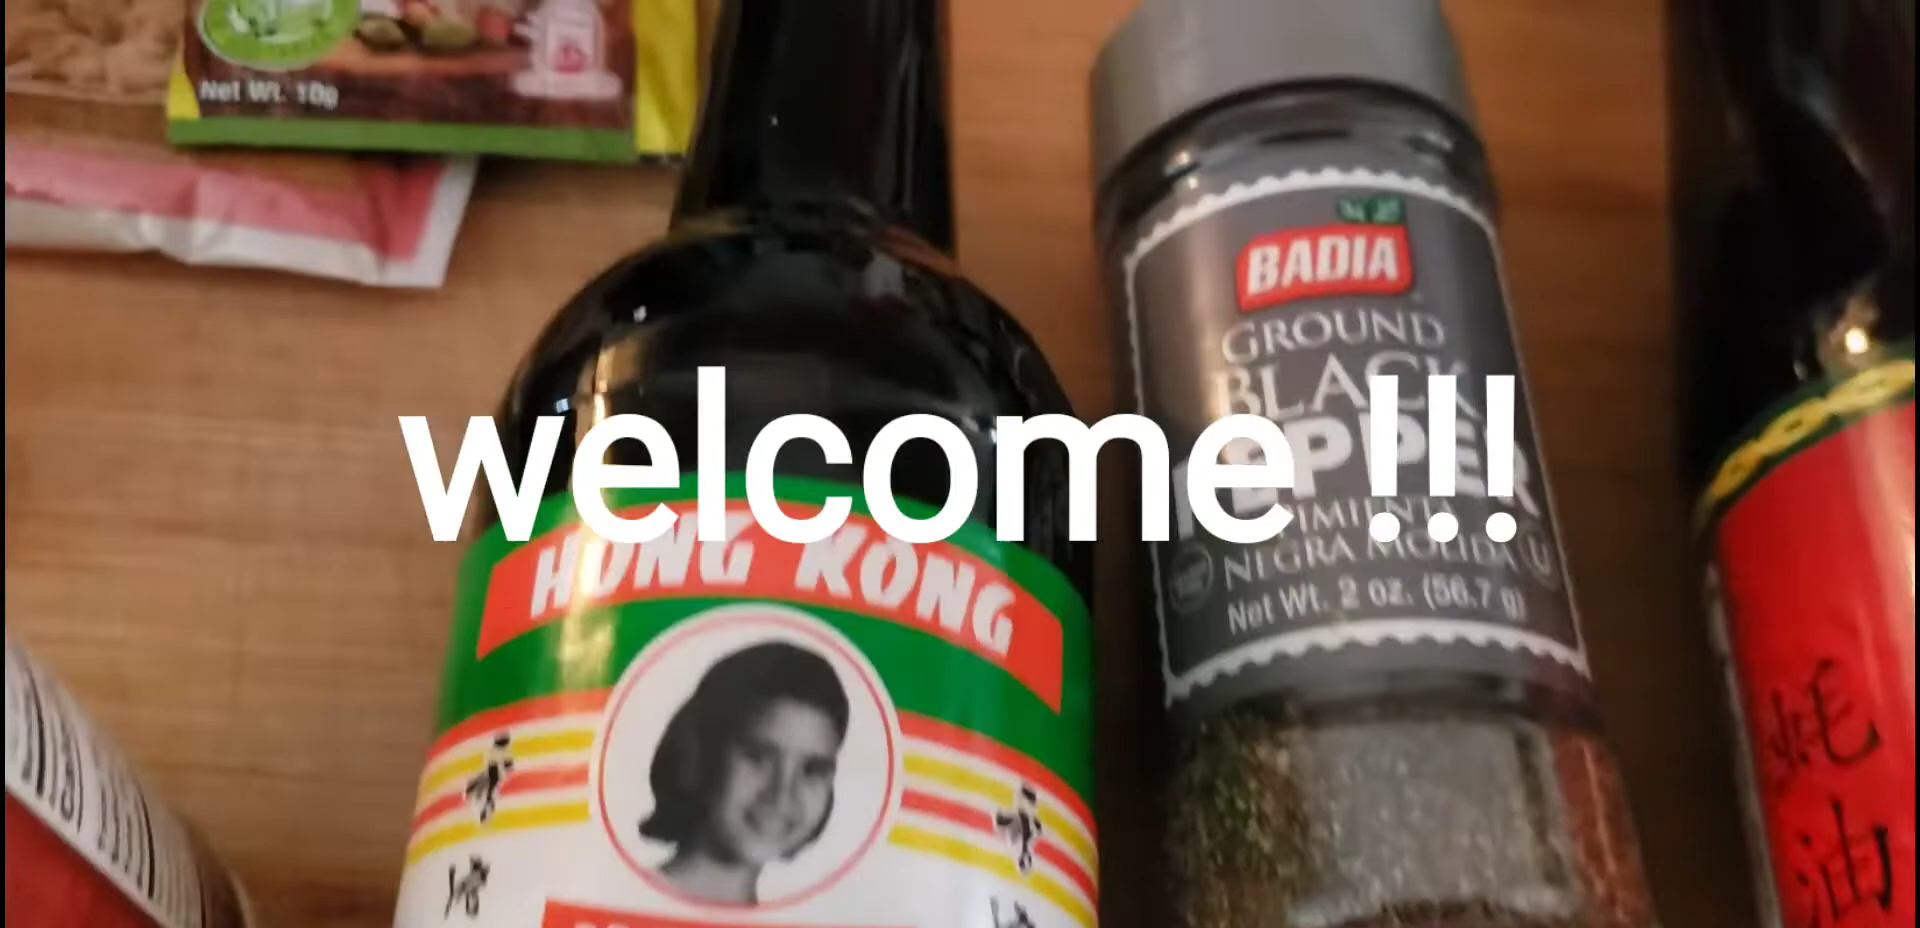 Net Wt. 10g
welcome !!!
HONG KONG
BADIA
GROUND
BLACK
PEPPER
PIMIENTA
NEGRA MOLIDA
Net Wt. 2 oz. (56.7 g)
蚝油